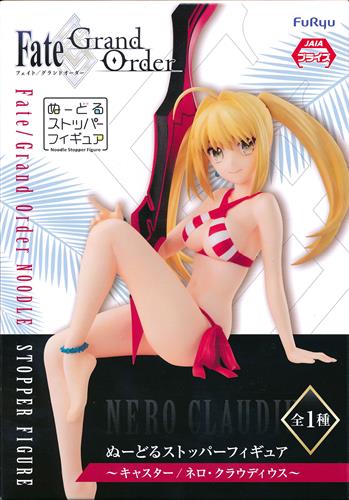 Fate/Grand Order
フェイト/グランドオーダー
FuRyu
JAIA
プライズ
ぬーどる
ストッパー
フィギュア
Noodle Stopper Figure
Fate/Grand Order NOODLE STOPPER FIGURE
NERO CLAUDIU
全1種
ぬーどるストッパーフィギュア
～キャスター/ネロ・クラウディウス～